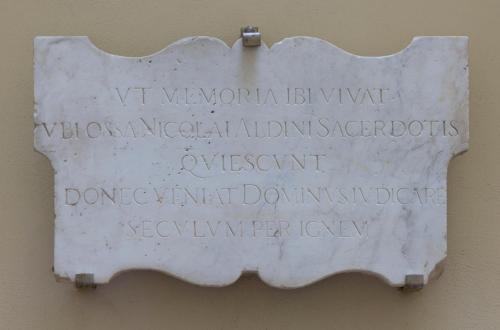 VT MEMORIA IBI VIVAT
VBI OSSA NICOLAI ALDINI SACERDOTIS
QVIESCVNT
DONEC VENIAT DOMINVS IVDICARE
SECVLVM PER IGNEM